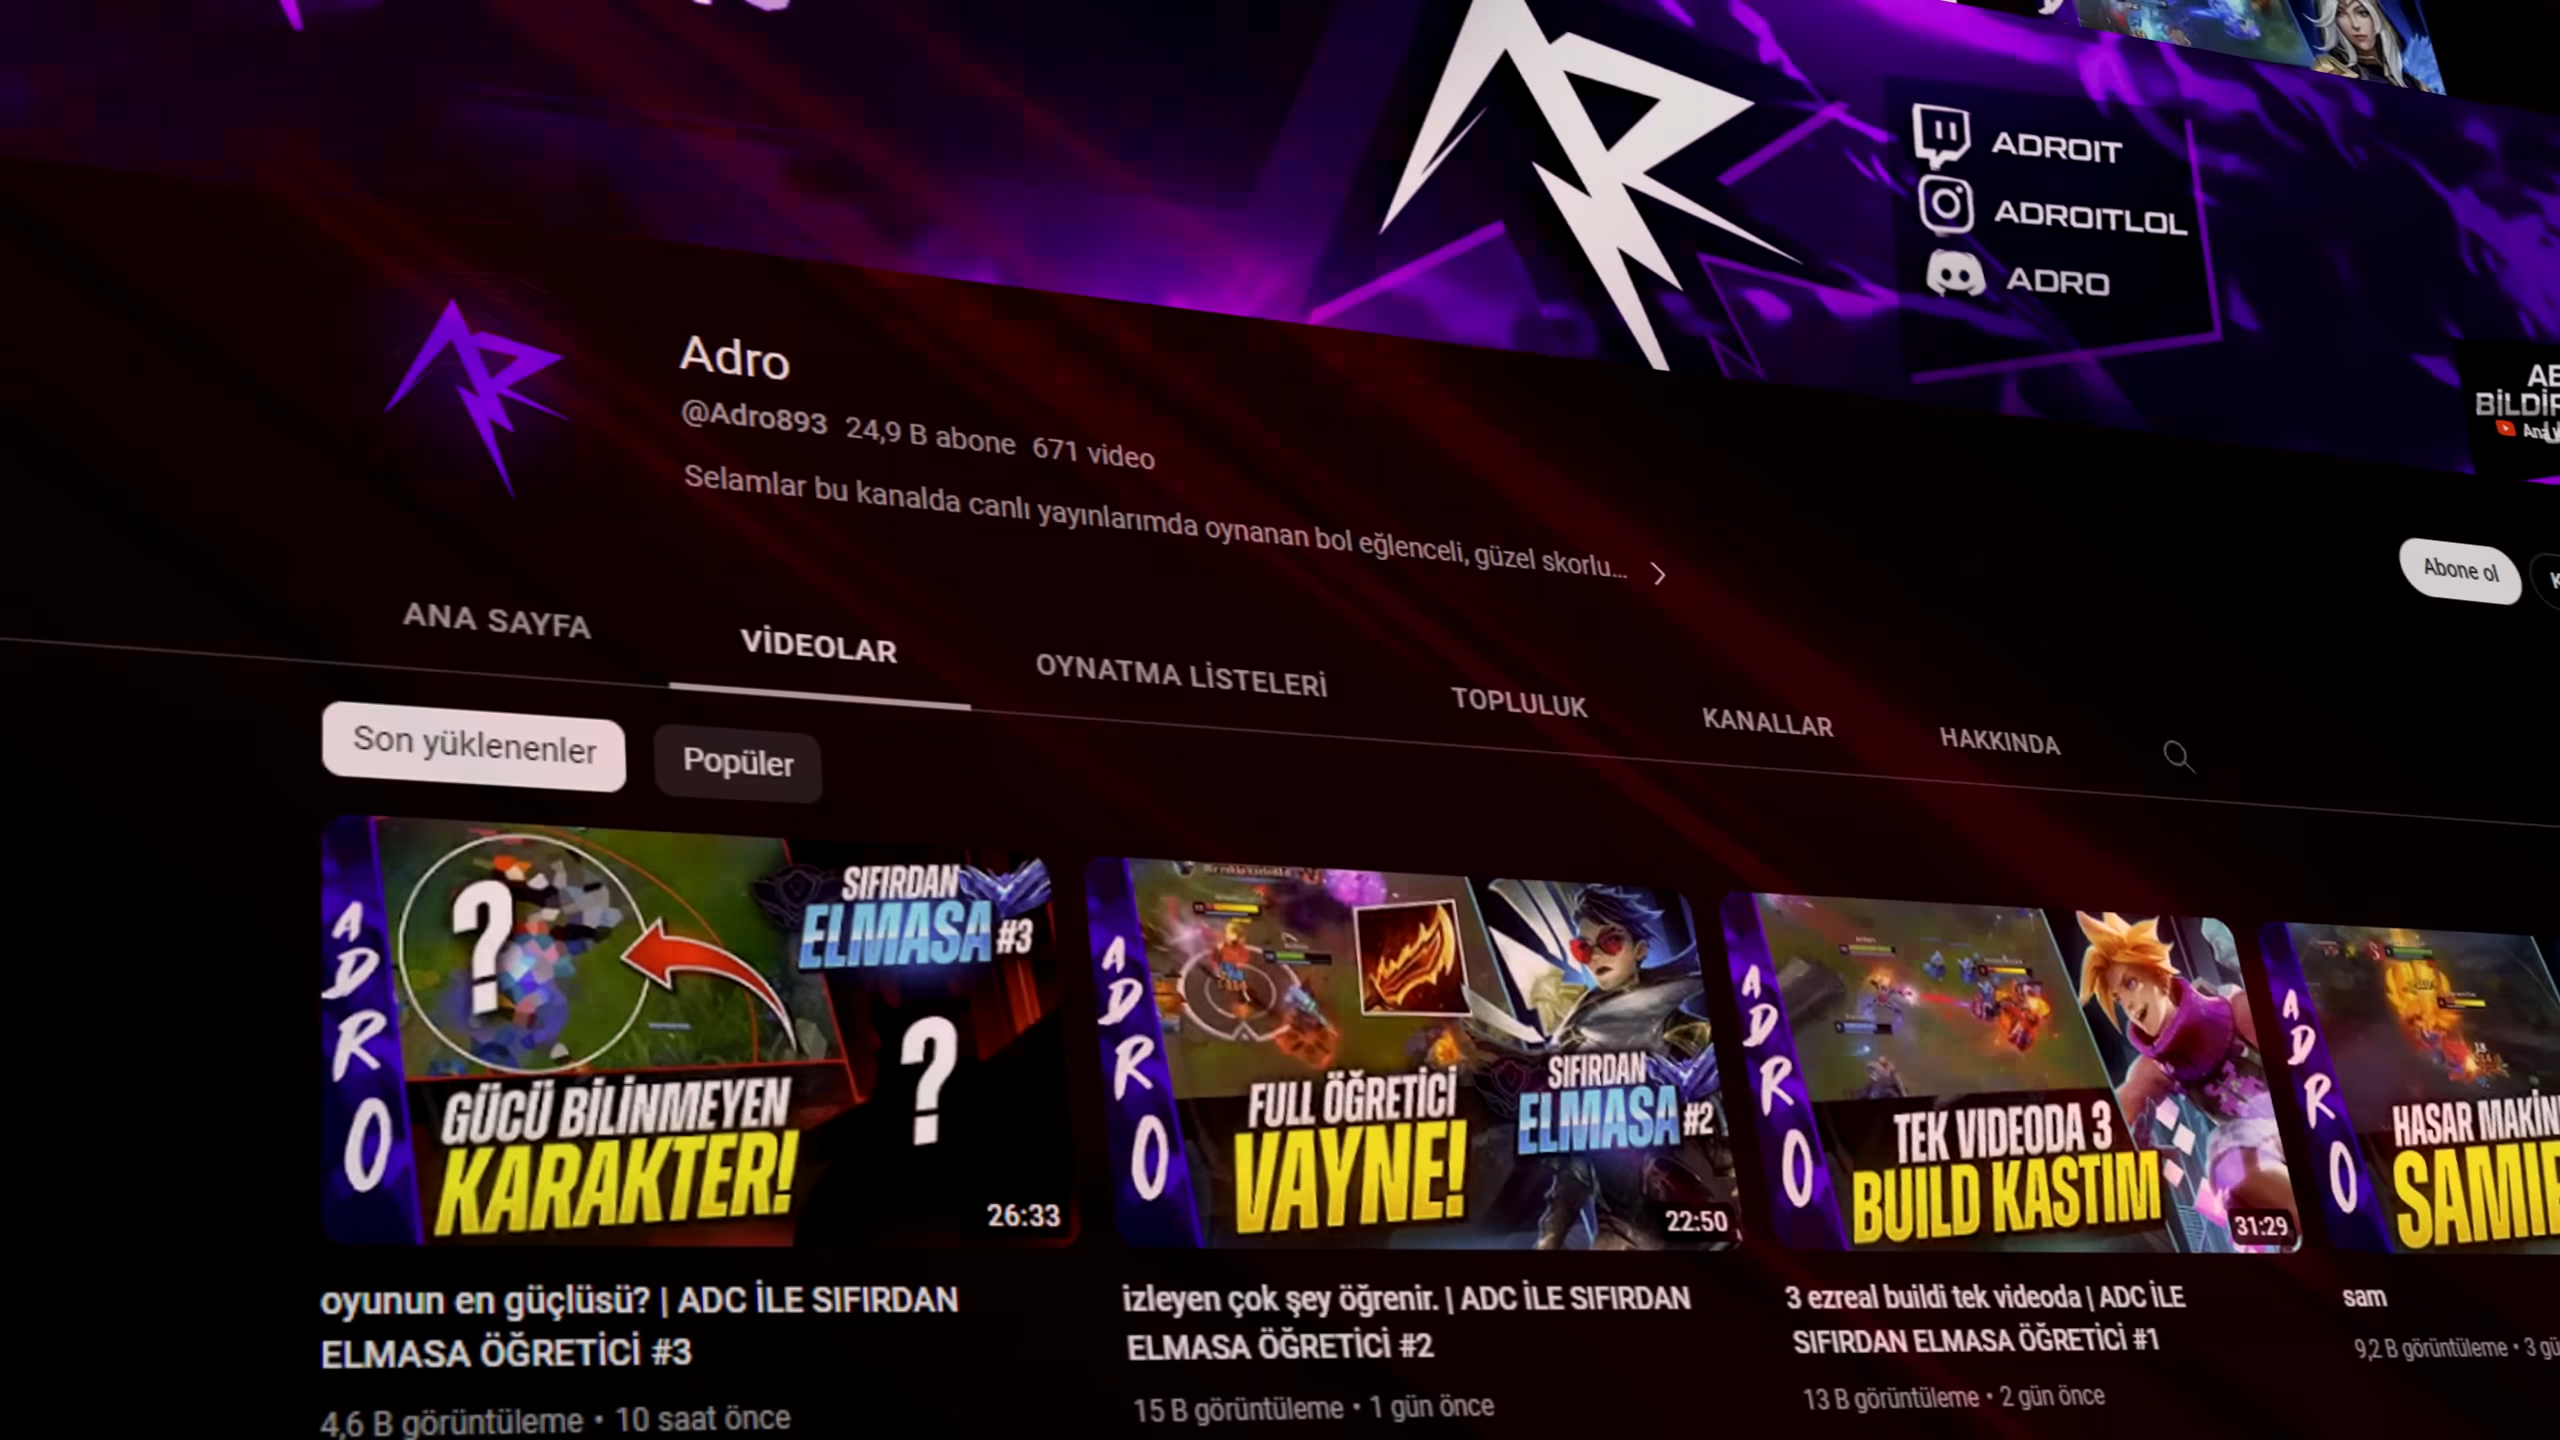 ADROIT
ADROITLOL
ADRO
Adro
@Adro893 24,9 B abone 671 video
Selamlar bu kanalda canlı yayınlarımda oynanan bol eğlenceli, güzel skorlu...
Abone ol
ANA SAYFA VİDEOLAR OYNATMA LİSTELERİ TOPLULUK KANALLAR HAKKINDA
Son yüklenenler Popüler
ADRO
SIFIRDAN
ELMASA #3
?
?
GÜCÜ BİLİNMEYEN
KARAKTER!
26:33
oyunun en güçlüsü? | ADC İLE SIFIRDAN
ELMASA ÖĞRETİCİ #3
4,6 B görüntüleme • 10 saat önce
ADRO
FULL ÖĞRETİCİ
VAYNE!
SIFIRDAN
ELMASA #2
22:50
izleyen çok şey öğrenir. | ADC İLE SIFIRDAN
ELMASA ÖĞRETİCİ #2
15 B görüntüleme • 1 gün önce
ADRO
TEK VIDEODA 3
BUILD KASTIM
31:29
3 ezreal buildi tek videoda | ADC İLE
SIFIRDAN ELMASA ÖĞRETİCİ #1
13 B görüntüleme • 2 gün önce
ADRO
HASAR
sam
9,2 B görüntüleme • 3